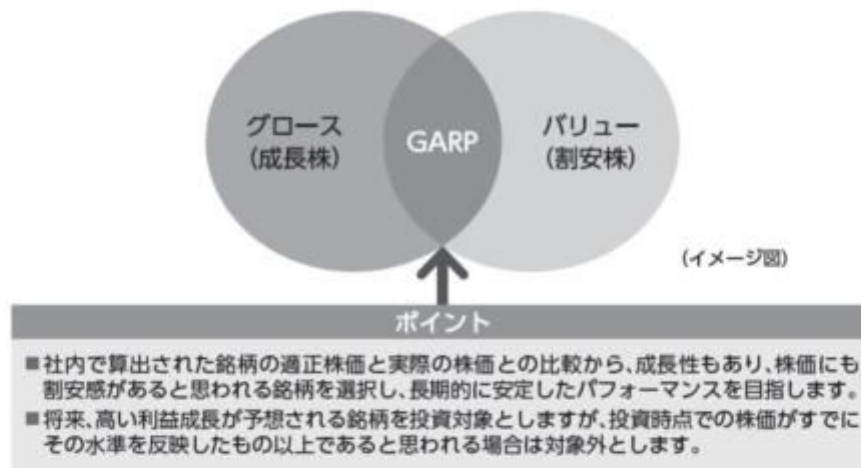 グロース
(成長株)
GARP
バリュー
(割安株)
(イメージ図)
ポイント
■社内で算出された銘柄の適正株価と実際の株価との比較から、成長性もあり、株価にも
割安感があると思われる銘柄を選択し、長期的に安定したパフォーマンスを目指します。
■将来、高い利益成長が予想される銘柄を投資対象としますが、投資時点での株価がすでに
その水準を反映したもの以上であると思われる場合は対象外とします。